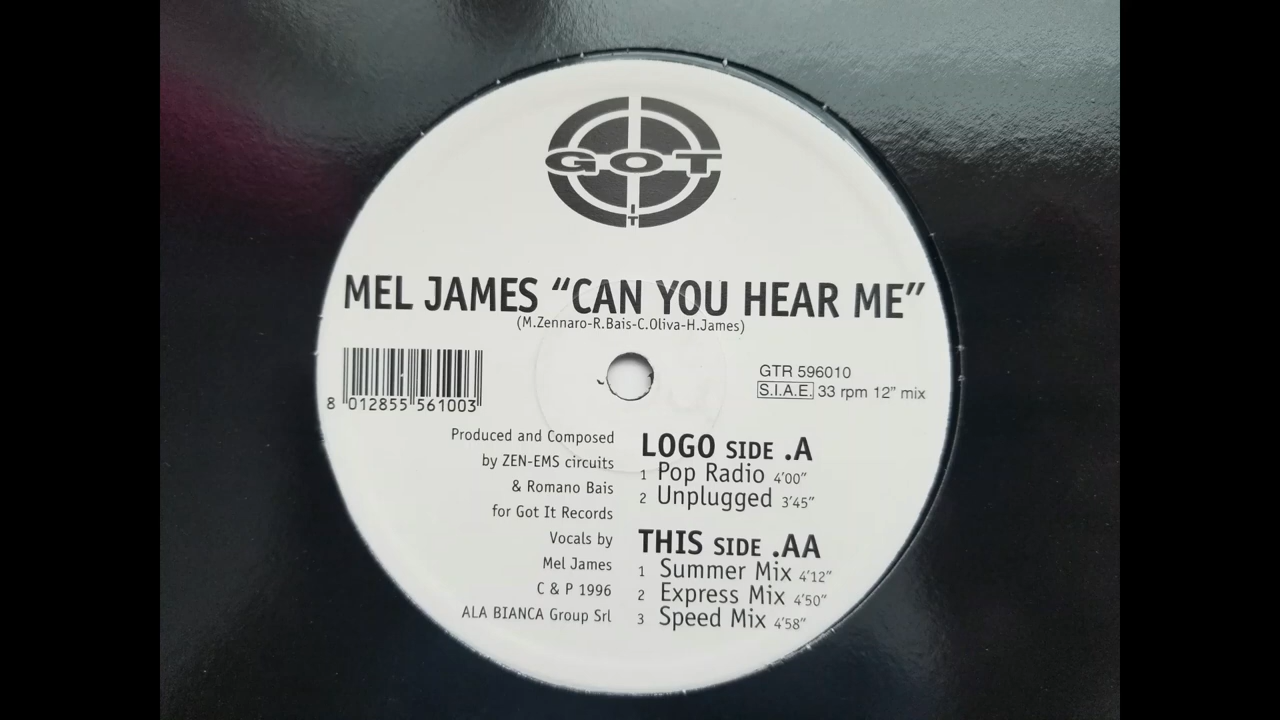 GOT
IT
MEL JAMES “CAN YOU HEAR ME”
(M.Zennaro-R.Bais-C.Oliva-H.James)
GTR 596010
S.I.A.E. 33 rpm 12” mix
8 012855 561003
Produced and Composed
by ZEN-EMS circuits
& Romano Bais
for Got It Records
Vocals by
Mel James
C & P 1996
ALA BIANCA Group Srl
LOGO SIDE .A
1 Pop Radio 4'00”
2 Unplugged 3'45”
THIS SIDE .AA
1 Summer Mix 4'12”
2 Express Mix 4'50”
3 Speed Mix 4'58”